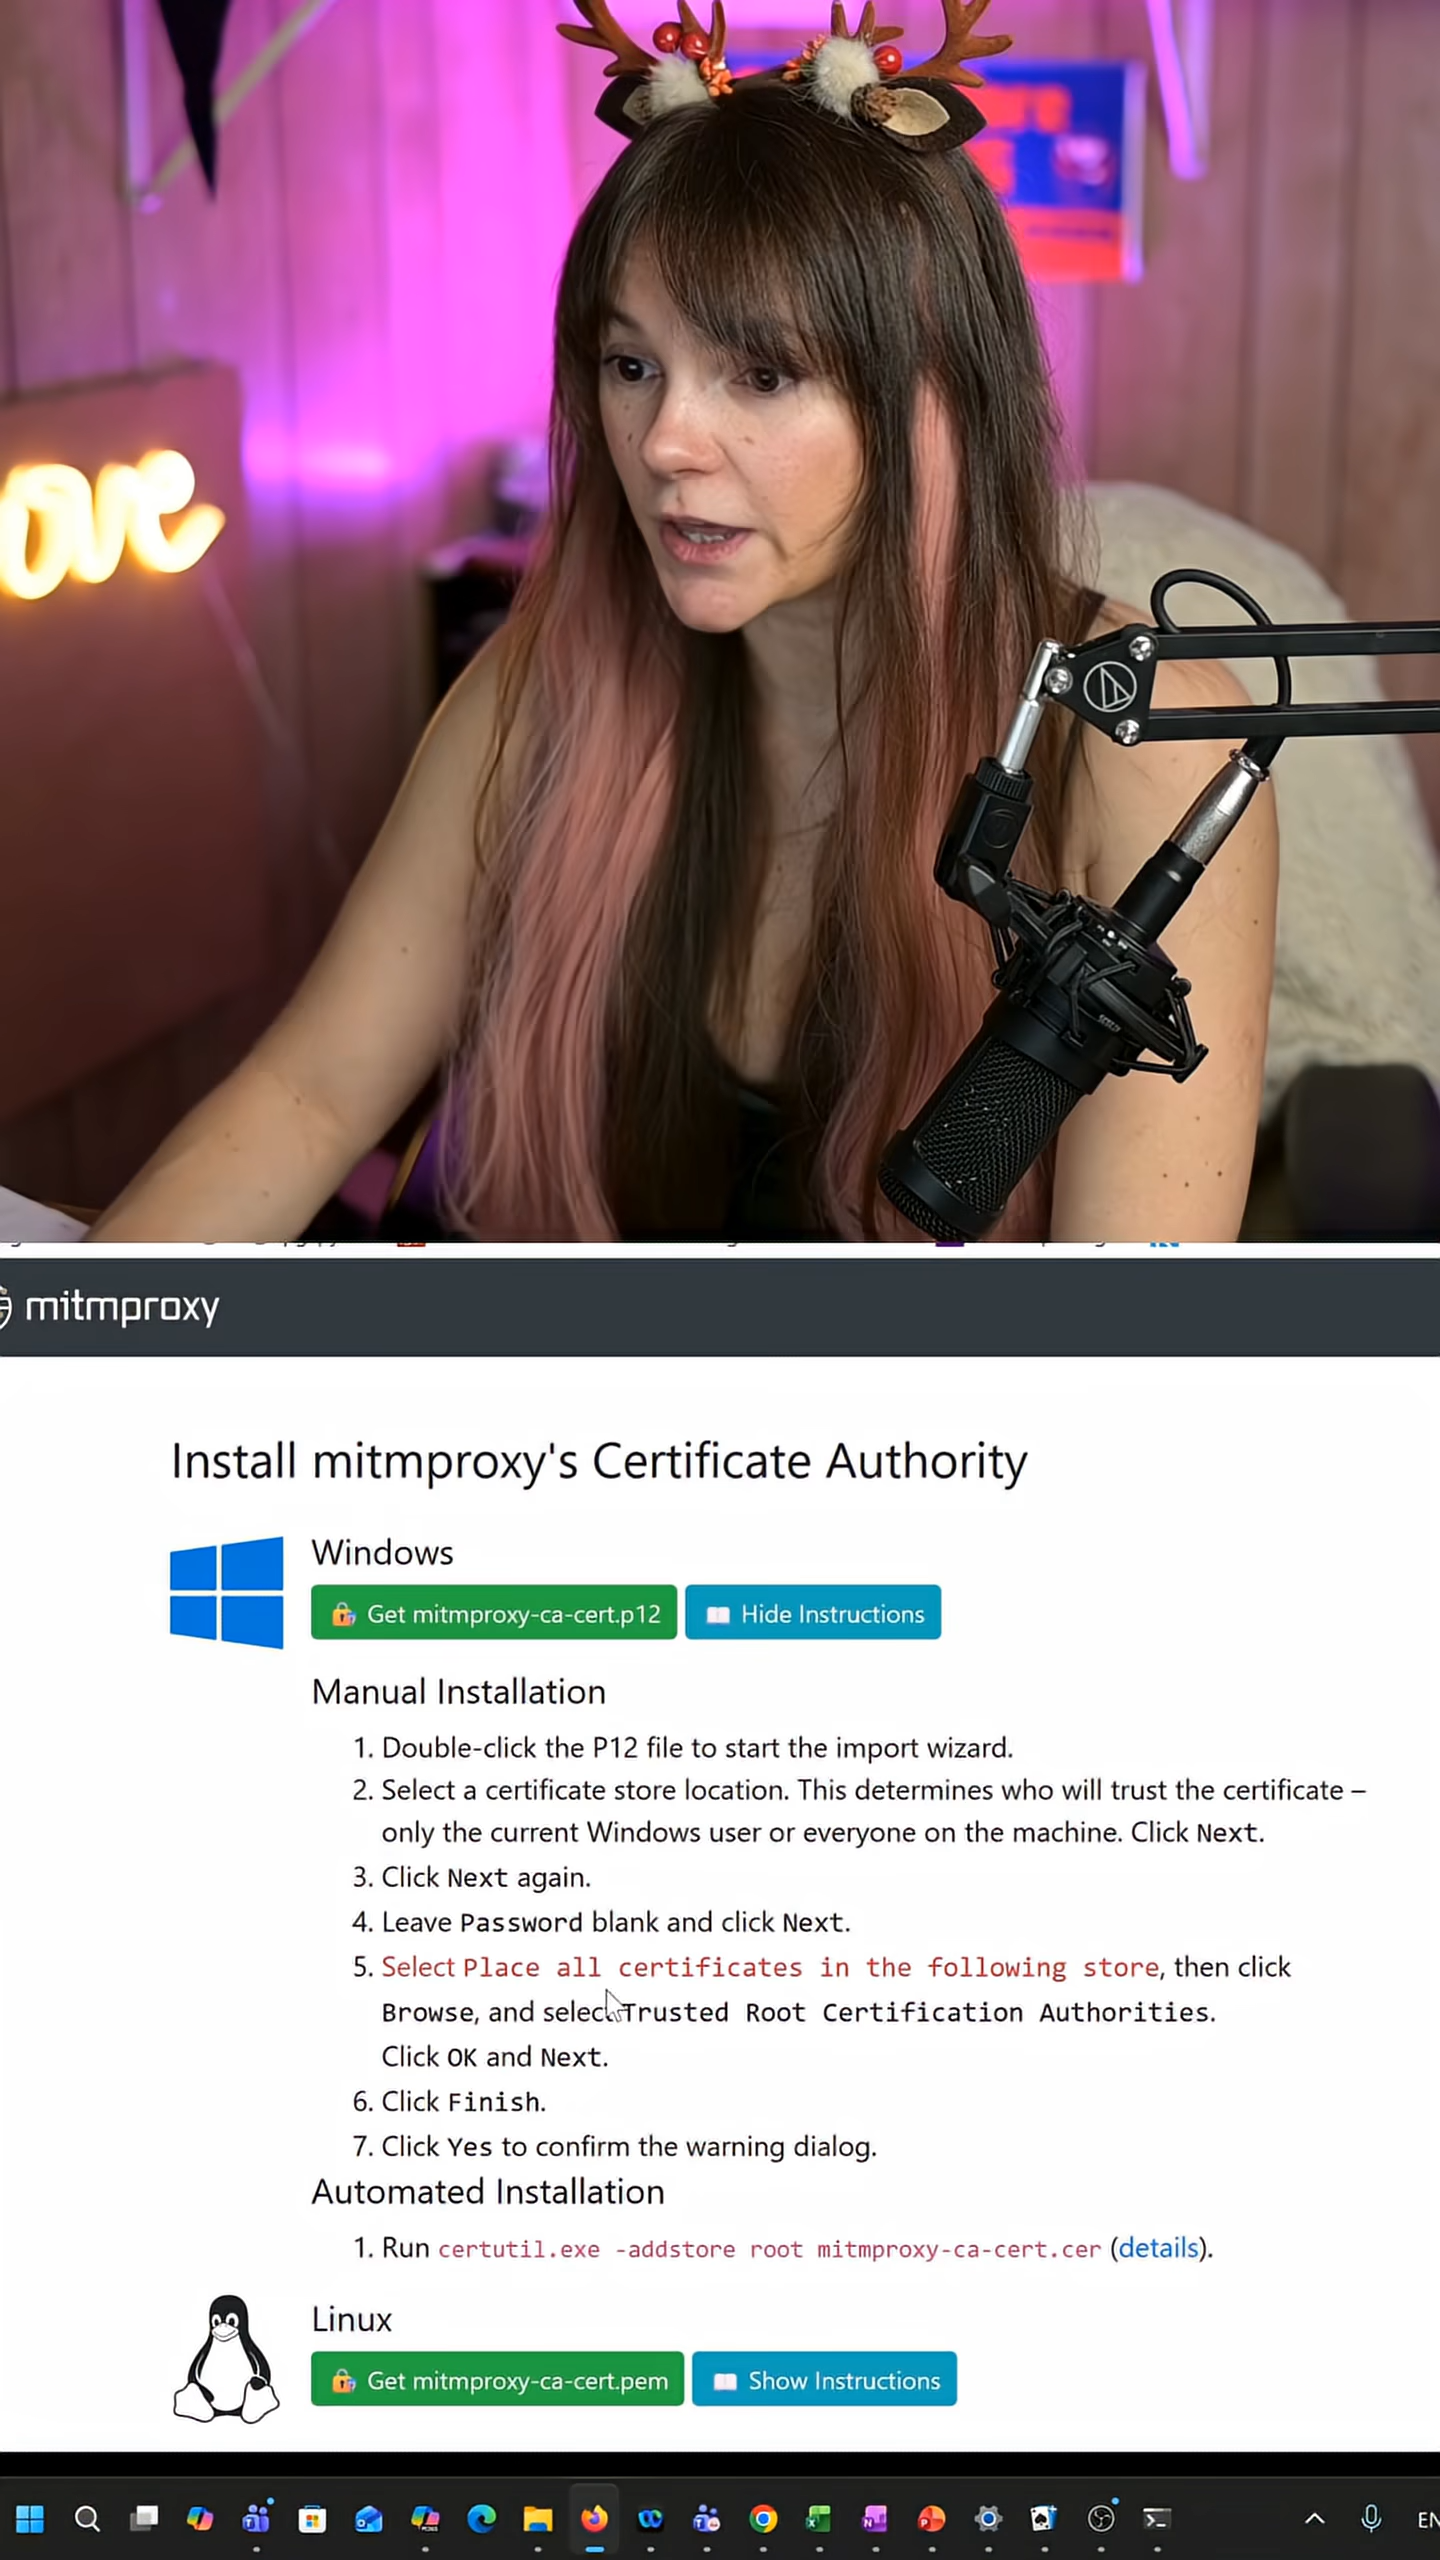 ove
mitmproxy
Install mitmproxy's Certificate Authority
Windows
Get mitmproxy-ca-cert.p12
Hide Instructions
Manual Installation
1. Double-click the P12 file to start the import wizard.
2. Select a certificate store location. This determines who will trust the certificate –
only the current Windows user or everyone on the machine. Click Next.
3. Click Next again.
4. Leave Password blank and click Next.
5. Select Place all certificates in the following store, then click
Browse, and select Trusted Root Certification Authorities.
Click OK and Next.
6. Click Finish.
7. Click Yes to confirm the warning dialog.
Automated Installation
1. Run certutil.exe -addstore root mitmproxy-ca-cert.cer (details).
Linux
Get mitmproxy-ca-cert.pem
Show Instructions
EN